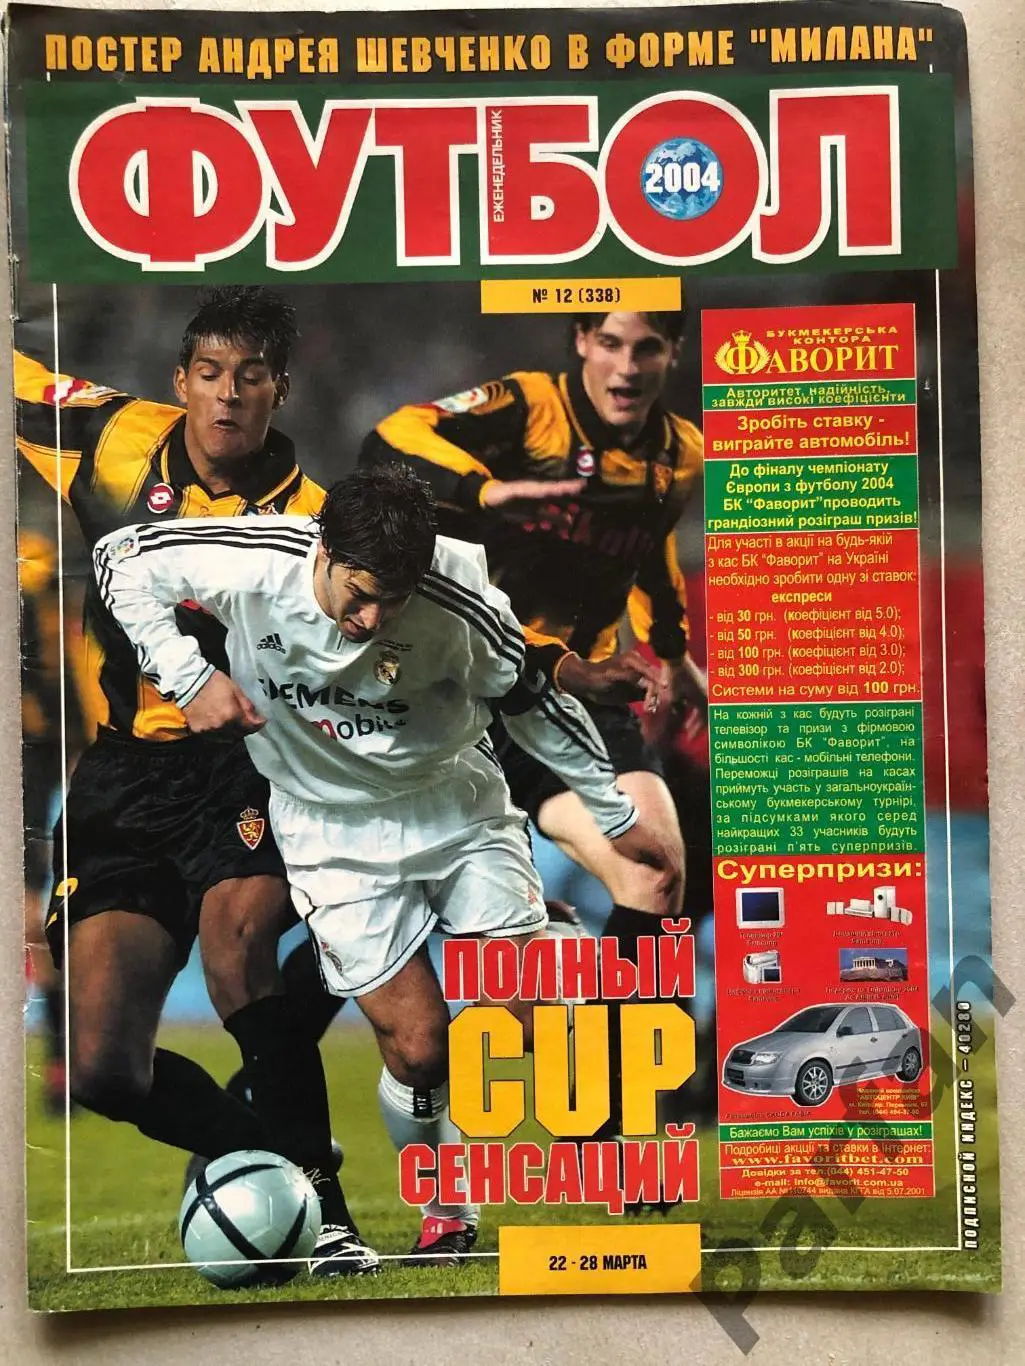 ПОСТЕР АНДРЕЯ ШЕВЧЕНКО В ФОРМЕ "МИЛАНА"
ФУТБОЛ
ЕЖЕНЕДЕЛЬНИК
2004
№ 12 (338)
БУКМЕКЕРСЬКА
КОНТОРА
ФАВОРИТ
Авторитет, надійність,
завжди високі коефіцієнти
Зробіть ставку -
виграйте автомобіль!
До фіналу чемпіонату
Європи з футболу 2004
БК "Фаворит"проводить
грандіозний розіграш призів!
Для участі в акції на будь-якій
з кас БК "Фаворит" на Україні
необхідно зробити одну зі ставок:
експреси
- від 30 грн. (коефіцієнт від 5.0);
- від 50 грн. (коефіцієнт від 4.0);
- від 100 грн. (коефіцієнт від 3.0);
- від 300 грн. (коефіцієнт від 2.0);
Системи на суму від 100 грн.
На кожній з кас будуть розіграні
телевізор та призи з фірмовою
символікою БК "Фаворит", на
більшості кас - мобільні телефони.
Переможці розіграшів на касах
приймуть участь у загальноукраїн-
ському букмекерському турнірі,
за підсумками якого серед
найкращих 33 учасників будуть
розіграні п'ять суперпризів.
Суперпризи:
Бажаємо Вам успіхів у розіграшах!
Подробиці акції та ставки в Інтернет:
www.favoritbet.com
Довідки за тел.(044) 451-47-50
e-mail: info@favorit.com.ua
видана КГГА від 5.07.2001
adidas
SIEMENS
mobile
ПОЛНЫЙ
CUP
СЕНСАЦИЙ
22 - 28 МАРТА
ПОДПИСНОЙ ИНДЕКС – 40280